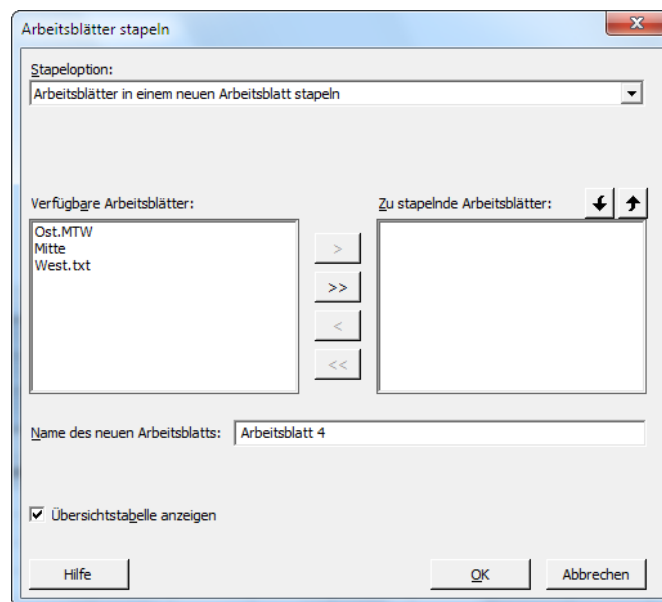 Arbeitsblätter stapeln
Stapeloption:
Arbeitsblätter in einem neuen Arbeitsblatt stapeln
Verfügbare Arbeitsblätter:
Zu stapelnde Arbeitsblätter:
Ost.MTW
Mitte
West.txt
>
>>
<
<<
Name des neuen Arbeitsblatts:
Arbeitsblatt 4
Übersichtstabelle anzeigen
Hilfe
OK
Abbrechen